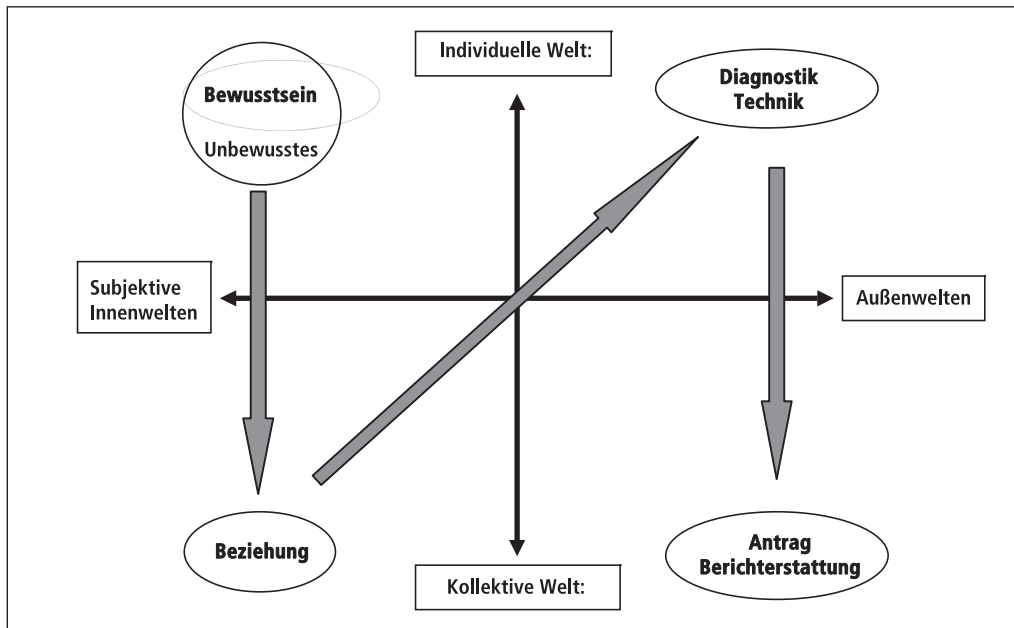 Individuelle Welt:
Diagnostik
Technik
Bewusstsein
Unbewusstes
Subjektive
Innenwelten
Außenwelten
Beziehung
Antrag
Berichterstattung
Kollektive Welt: